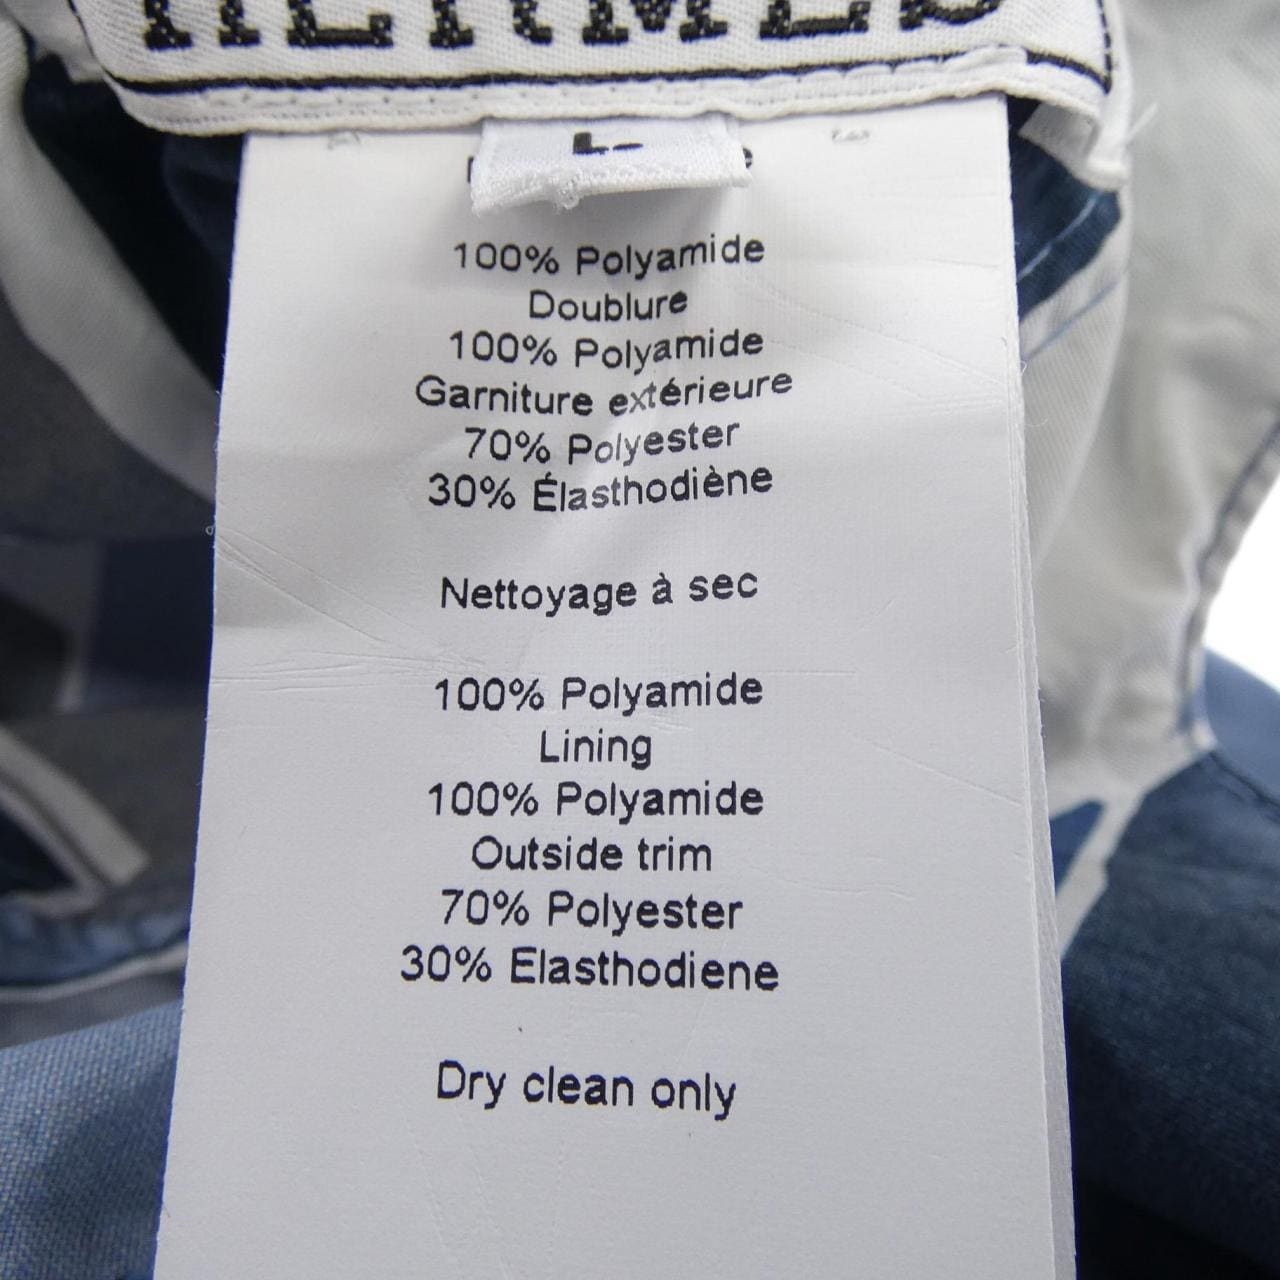 HERMES
L
100% Polyamide
Doublure
100% Polyamide
Garniture extérieure
70% Polyester
30% Élasthodiène
Nettoyage à sec
100% Polyamide
Lining
100% Polyamide
Outside trim
70% Polyester
30% Elasthodiene
Dry clean only